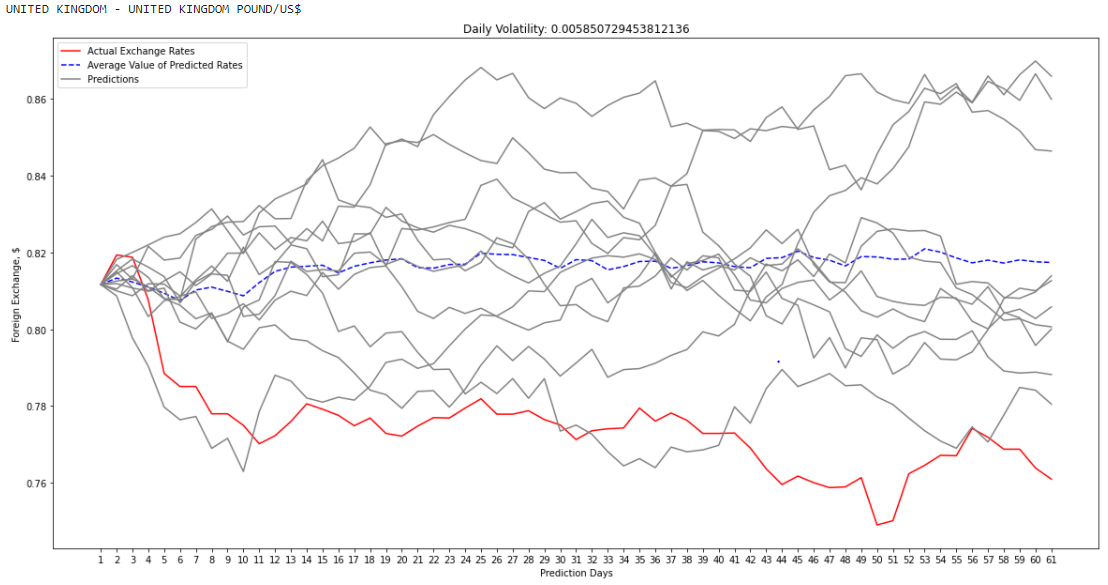 UNITED KINGDOM - UNITED KINGDOM POUND/US$
Daily Volatility: 0.005850729453812136
Actual Exchange Rates
Average Value of Predicted Rates
Predictions
0.86
0.84
0.82
0.80
0.78
0.76
Foreign Exchange, $
1 2 3 4 5 6 7 8 9 10 11 12 13 14 15 16 17 18 19 20 21 22 23 24 25 26 27 28 29 30 31 32 33 34 35 36 37 38 39 40 41 42 43 44 45 46 47 48 49 50 51 52 53 54 55 56 57 58 59 60 61
Prediction Days